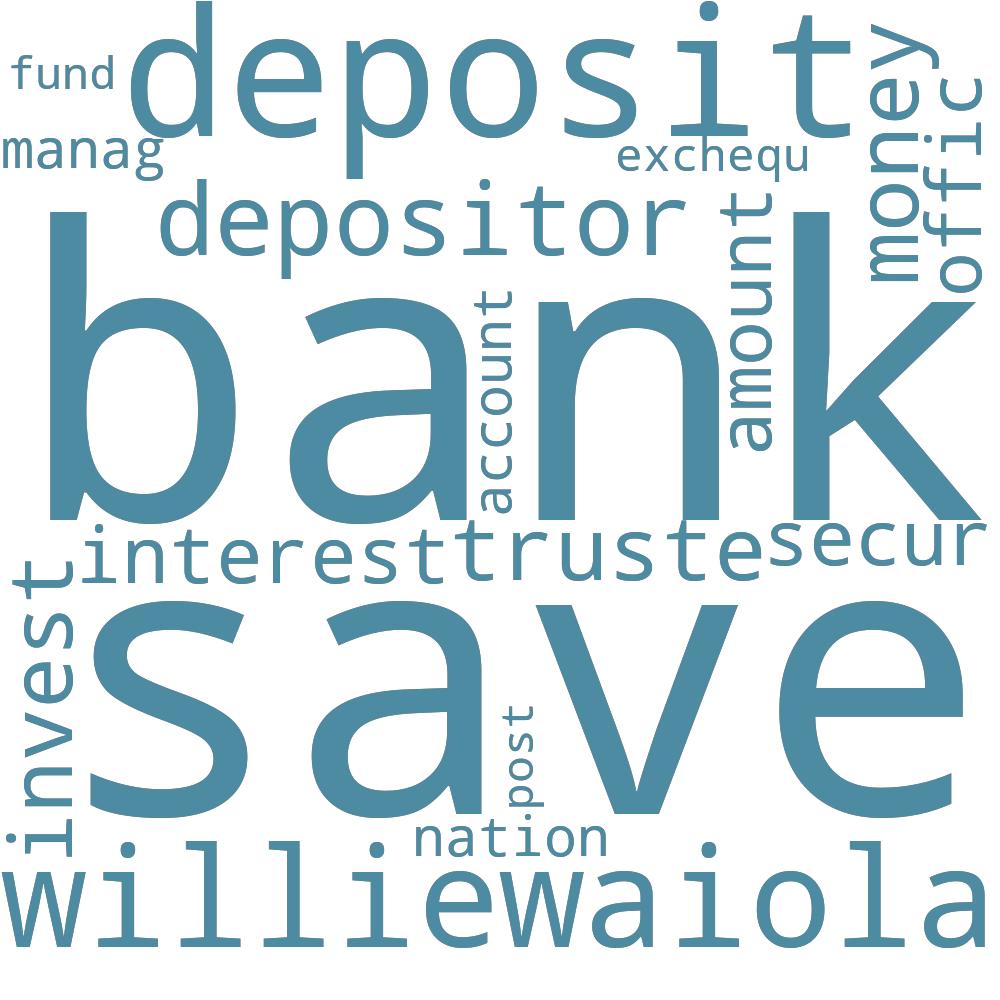 deposit
fund
money
offic
manag
exchequ
depositor
amount
bank
account
interest
truste
secur
invest
save
post
nation
williewaiola